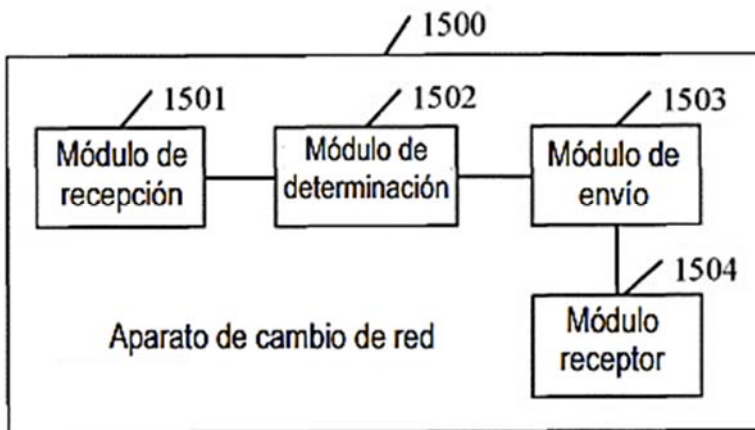 1500
1501
1502
1503
Módulo de
recepción
Módulo de
determinación
Módulo de
envío
1504
Módulo
receptor
Aparato de cambio de red